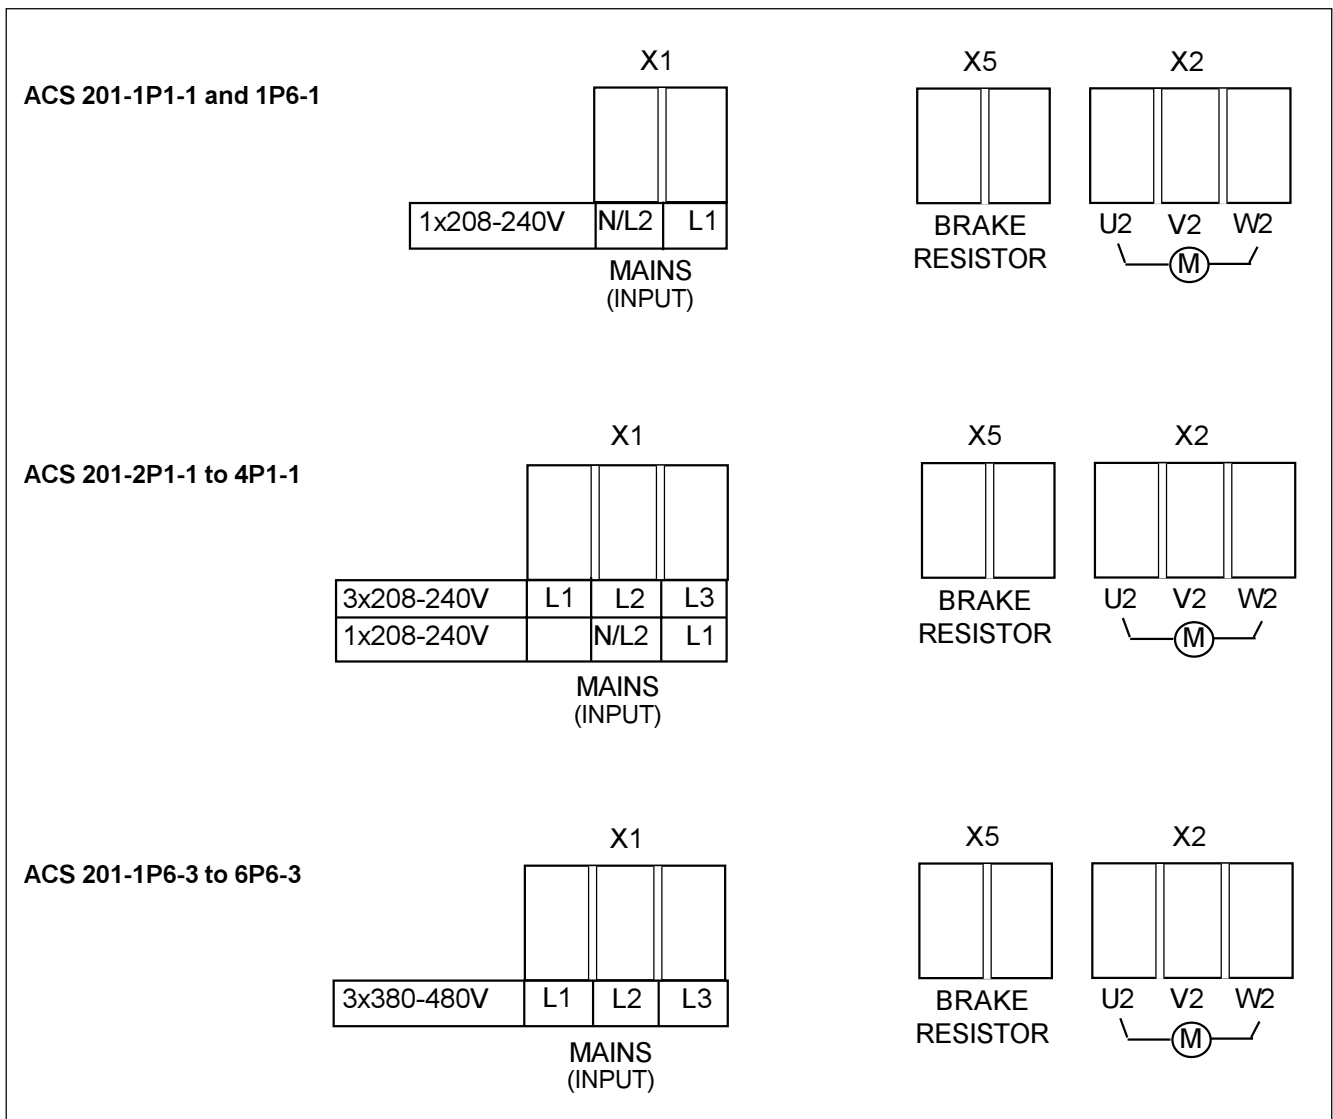 X1 X5 X2
ACS 201-1P1-1 and 1P6-1
1x208-240V N/L2 L1
MAINS
(INPUT)
BRAKE
RESISTOR
U2 V2 W2
M
X1 X5 X2
ACS 201-2P1-1 to 4P1-1
3x208-240V L1 L2 L3
1x208-240V N/L2 L1
MAINS
(INPUT)
BRAKE
RESISTOR
U2 V2 W2
M
X1 X5 X2
ACS 201-1P6-3 to 6P6-3
3x380-480V L1 L2 L3
MAINS
(INPUT)
BRAKE
RESISTOR
U2 V2 W2
M